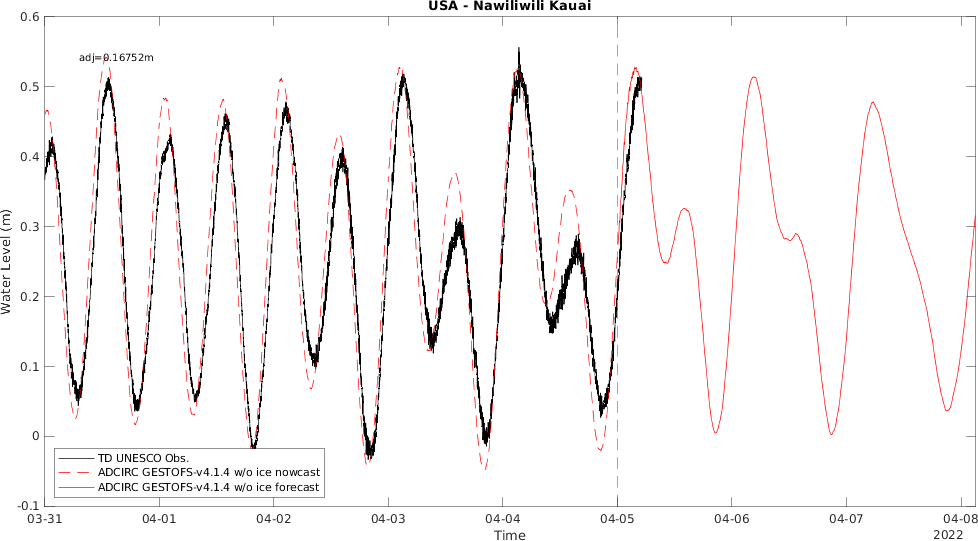 USA - Nawiliwili Kauai
0.6
adj=0.16752m
0.5
0.4
0.3
0.2
0.1
0
-0.1
Water Level (m)
TD UNESCO Obs.
ADCIRC GESTOFS-v4.1.4 w/o ice nowcast
ADCIRC GESTOFS-v4.1.4 w/o ice forecast
03-31 04-01 04-02 04-03 04-04 04-05 04-06 04-07 04-08
Time
2022